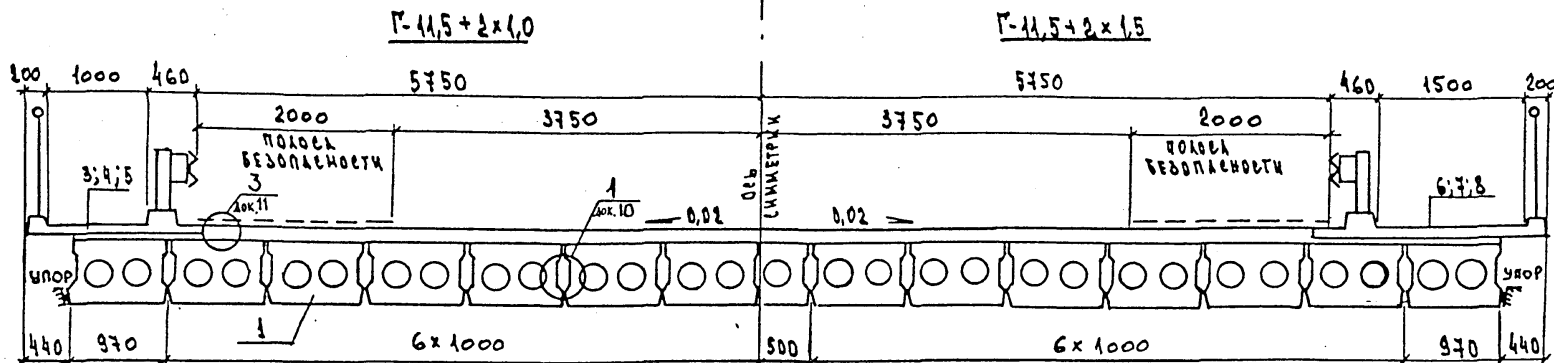 Г-11,5+2×1,0
Г-11,5+2×1,5
200 1000 460 5750 5750 460 1500 200
2000 3750 3750 2000
ПОЛОСА
БЕЗОПАСНОСТИ
ОСЬ
СИММЕТРИИ
ПОЛОСА
БЕЗОПАСНОСТИ
3;4;5
3
док.11
1
док.10
0,02 0,02
6;7;8
УПОР
УПОР
1
440 970 6×1000 500 6×1000 970 440